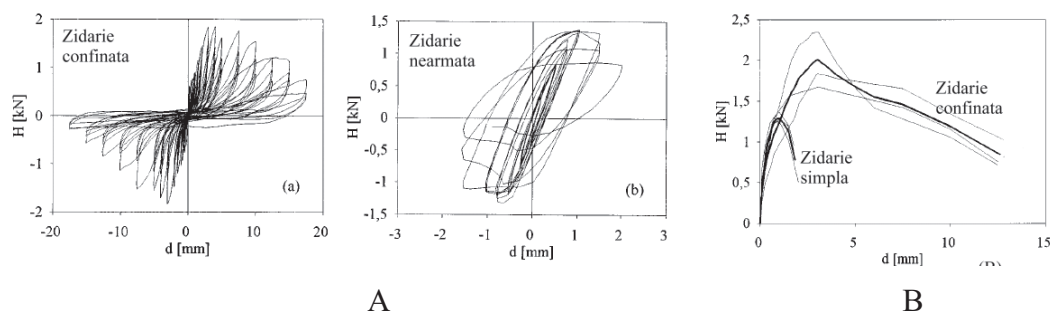 Zidarie
confinata
H [kN]
2
1
0
-1
-2
-20
-10
0
10
20
d [mm]
(a)
Zidarie
nearmata
H [kN]
1,5
1
0,5
0
-0,5
-1
-1,5
-3
-2
-1
0
1
2
3
d [mm]
(b)
A
H [kN]
2,5
2
1,5
1
0,5
0
Zidarie
confinata
Zidarie
simpla
0
5
10
15
d [mm]
B